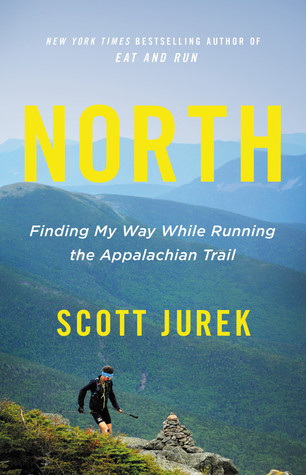 NEW YORK TIMES BESTSELLING AUTHOR OF
EAT AND RUN
NORTH
Finding My Way While Running
the Appalachian Trail
SCOTT JUREK